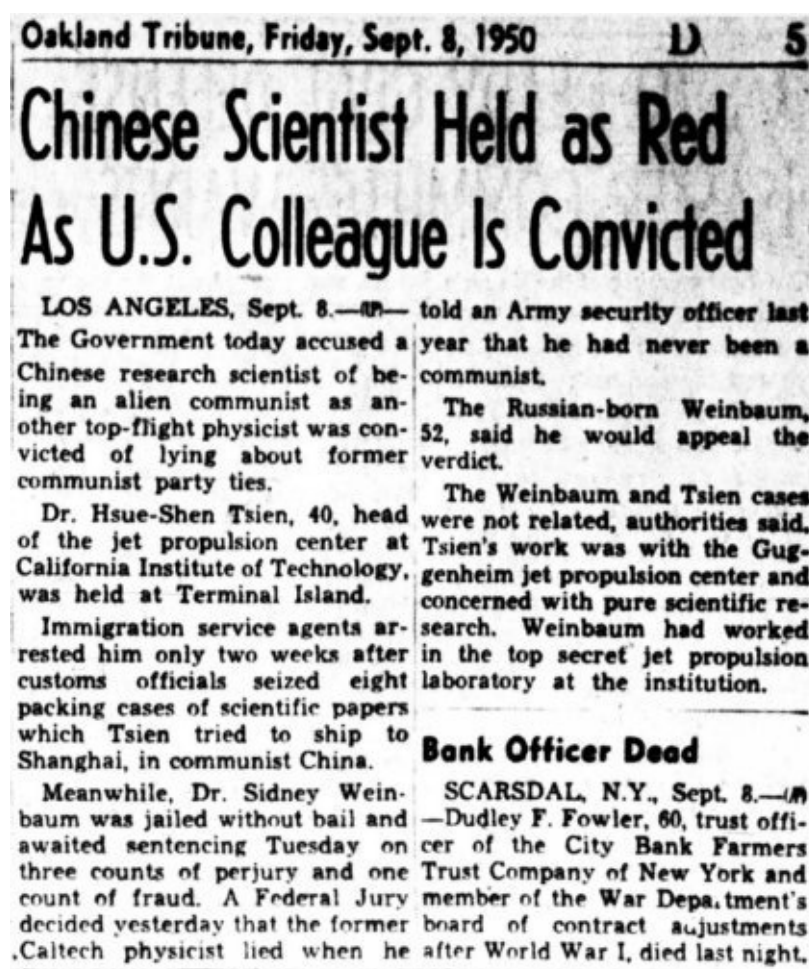 Oakland Tribune, Friday, Sept. 8, 1950 D 5
Chinese Scientist Held as Red
As U.S. Colleague Is Convicted
LOS ANGELES, Sept. 8.—(UP)—
The Government today accused a
Chinese research scientist of be-
ing an alien communist as an-
other top-flight physicist was con-
victed of lying about former
communist party ties.
Dr. Hsue-Shen Tsien, 40, head
of the jet propulsion center at
California Institute of Technology,
was held at Terminal Island.
Immigration service agents ar-
rested him only two weeks after
customs officials seized eight
packing cases of scientific papers
which Tsien tried to ship to
Shanghai, in communist China.
Meanwhile, Dr. Sidney Wein-
baum was jailed without bail and
awaited sentencing Tuesday on
three counts of perjury and one
count of fraud. A Federal Jury
decided yesterday that the former
Caltech physicist lied when he
told an Army security officer last
year that he had never been a
communist.
The Russian-born Weinbaum,
52, said he would appeal the
verdict.
The Weinbaum and Tsien cases
were not related, authorities said.
Tsien's work was with the Gug-
genheim jet propulsion center and
concerned with pure scientific re-
search. Weinbaum had worked
in the top secret jet propulsion
laboratory at the institution.
Bank Officer Dead
SCARSDAL, N.Y., Sept. 8.—(UP)
—Dudley F. Fowler, 60, trust offi-
cer of the City Bank Farmers
Trust Company of New York and
member of the War Depa.tment's
board of contract adjustments
after World War I, died last night.